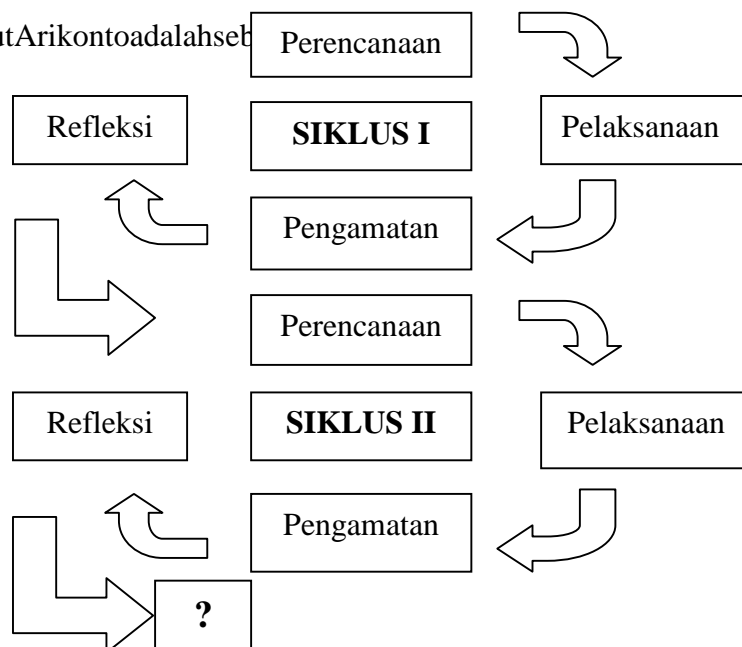 utArikontoadalahseb
Perencanaan
Refleksi
SIKLUS I
Pelaksanaan
Pengamatan
Perencanaan
Refleksi
SIKLUS II
Pelaksanaan
Pengamatan
?